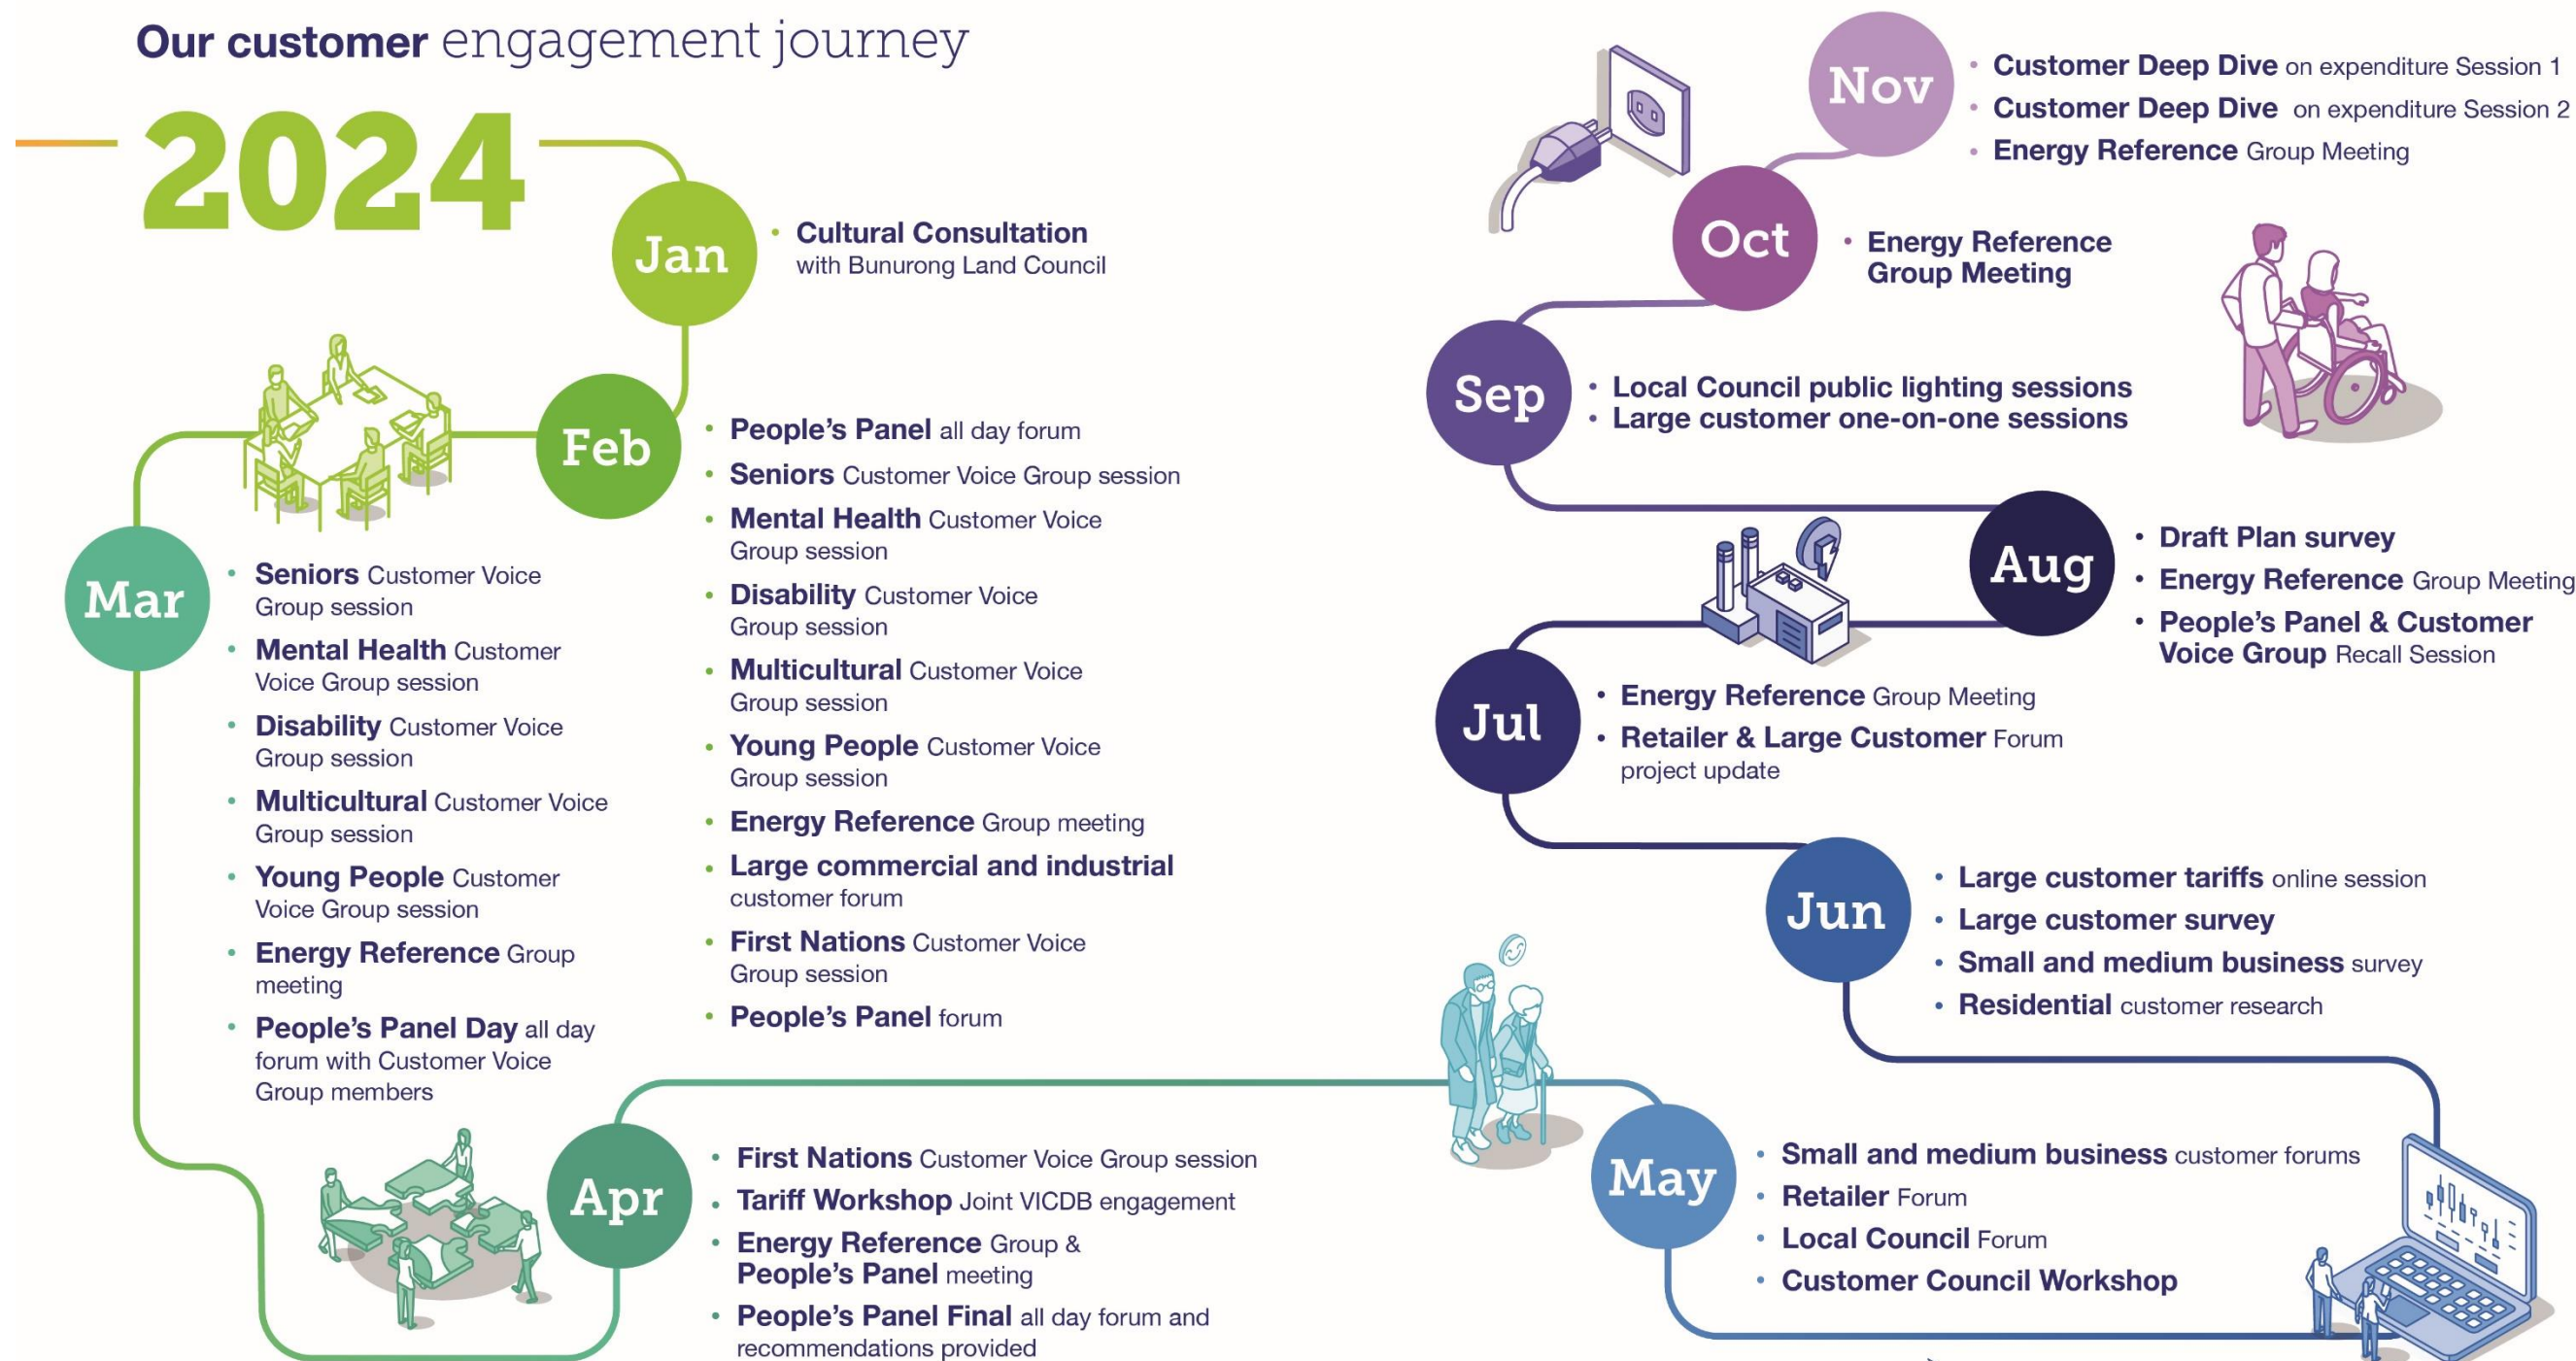 Our customer engagement journey
2024
Jan
• Cultural Consultation
with Bunurong Land Council
Feb
• People's Panel all day forum
• Seniors Customer Voice Group session
• Mental Health Customer Voice
Group session
• Disability Customer Voice
Group session
• Multicultural Customer Voice
Group session
• Young People Customer Voice
Group session
• Energy Reference Group meeting
• Large commercial and industrial
customer forum
• First Nations Customer Voice
Group session
• People's Panel forum
Mar
• Seniors Customer Voice
Group session
• Mental Health Customer
Voice Group session
• Disability Customer Voice
Group session
• Multicultural Customer Voice
Group session
• Young People Customer
Voice Group session
• Energy Reference Group
meeting
• People's Panel Day all day
forum with Customer Voice
Group members
Apr
• First Nations Customer Voice Group session
• Tariff Workshop Joint VICDB engagement
• Energy Reference Group &
People's Panel meeting
• People's Panel Final all day forum and
recommendations provided
May
• Small and medium business customer forums
• Retailer Forum
• Local Council Forum
• Customer Council Workshop
Jun
• Large customer tariffs online session
• Large customer survey
• Small and medium business survey
• Residential customer research
Jul
• Energy Reference Group Meeting
• Retailer & Large Customer Forum
project update
Aug
• Draft Plan survey
• Energy Reference Group Meeting
• People's Panel & Customer
Voice Group Recall Session
Sep
• Local Council public lighting sessions
• Large customer one-on-one sessions
Oct
• Energy Reference
Group Meeting
Nov
• Customer Deep Dive on expenditure Session 1
• Customer Deep Dive on expenditure Session 2
• Energy Reference Group Meeting